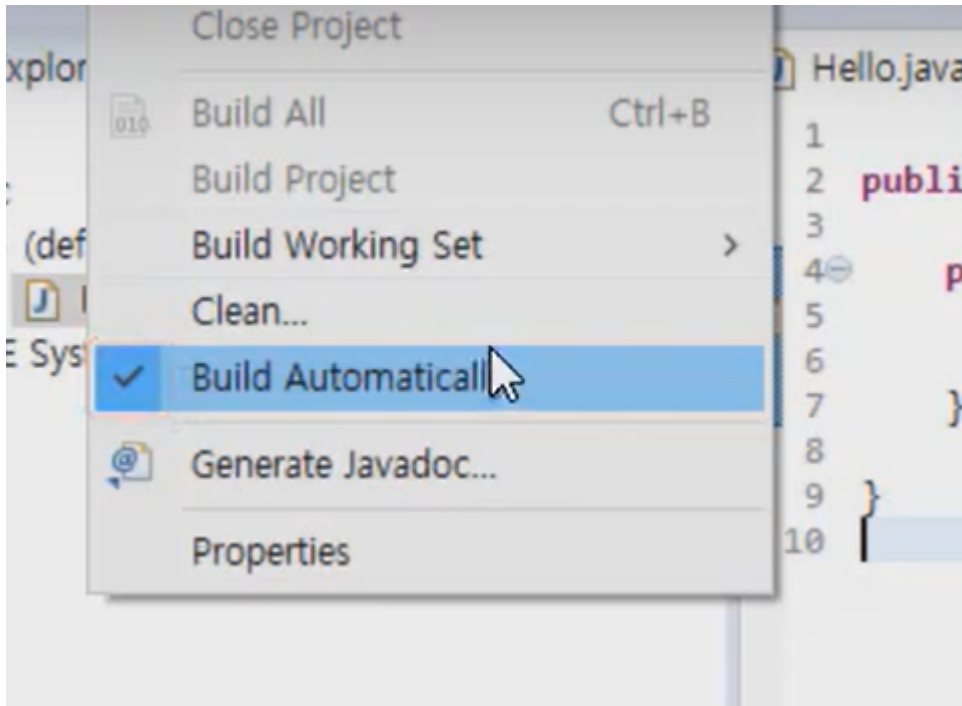 Close Project
Build All Ctrl+B
Build Project
Build Working Set
Clean...
Build Automaticall
Generate Javadoc...
Properties
xplor
(def
E Sys
Hello.java
1
2 publi
3
4 p
5
6
7 }
8
9 }
10